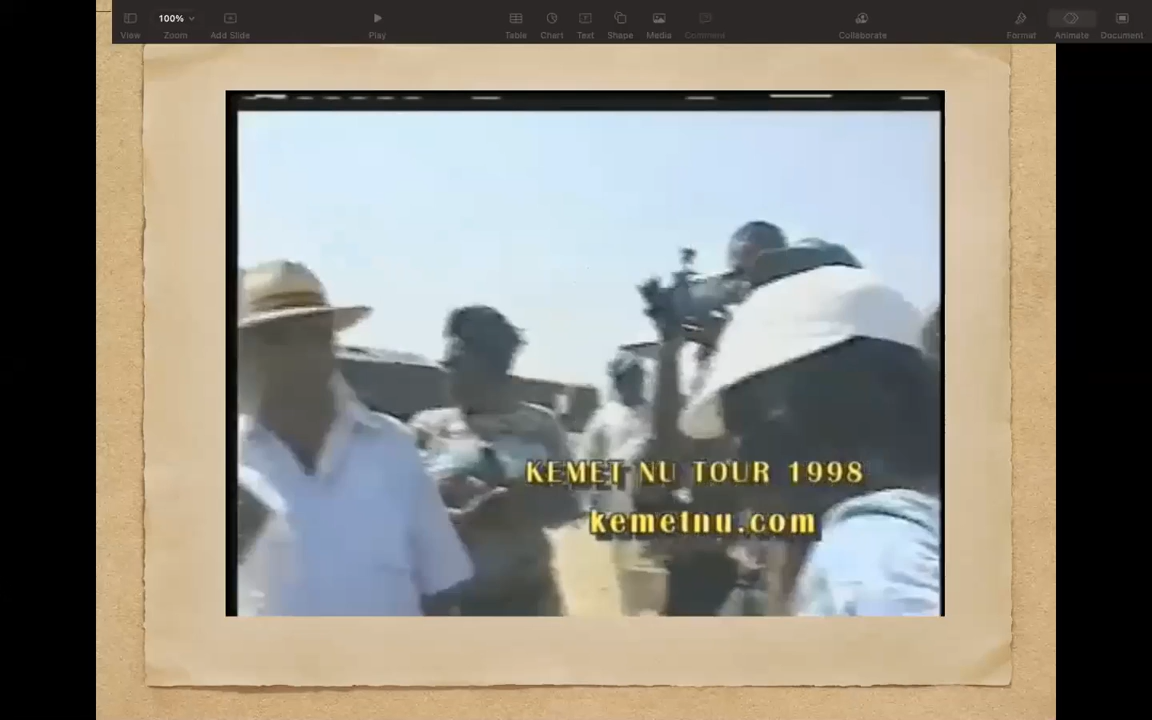 100%
View
Zoom
Add Slide
Play
Table
Chart
Text
Shape
Media
Comment
Collaborate
Format
Animate
Document
KEMET NU TOUR 1998
kemetnu.com